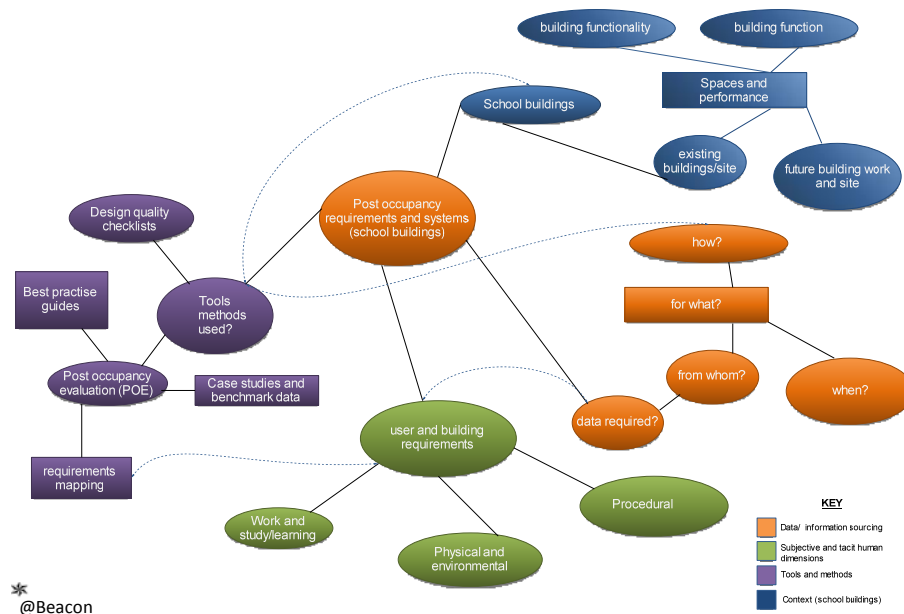 building functionality
building function
Spaces and
performance
School buildings
existing
buildings/site
future building work
and site
Post occupancy
requirements and systems
(school buildings)
Design quality
checklists
how?
Best practise
guides
Tools
methods
used?
for what?
Post occupancy
evaluation (POE)
Case studies and
benchmark data
from whom?
when?
data required?
user and building
requirements
requirements
mapping
Work and
study/learning
Procedural
Physical and
environmental
KEY
Data/ information sourcing
Subjective and tacit human
dimensions
Tools and methods
Context (school buildings)
@Beacon